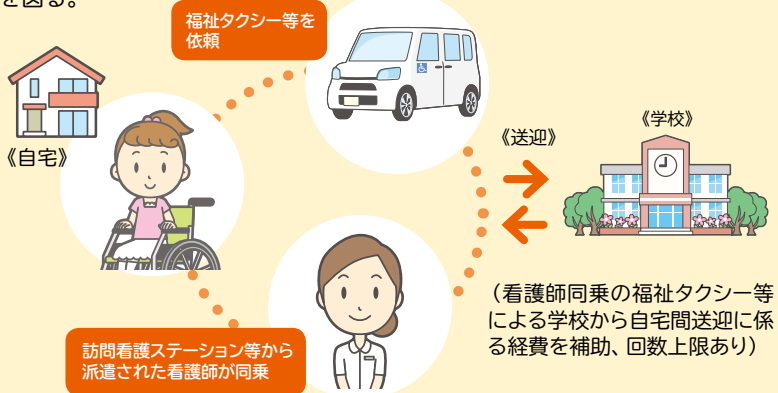 を図る。
福祉タクシー等を
依頼
《自宅》
《送迎》
《学校》
訪問看護ステーション等から
派遣された看護師が同乗
（看護師同乗の福祉タクシー等
による学校から自宅間送迎に係
る経費を補助、回数上限あり）